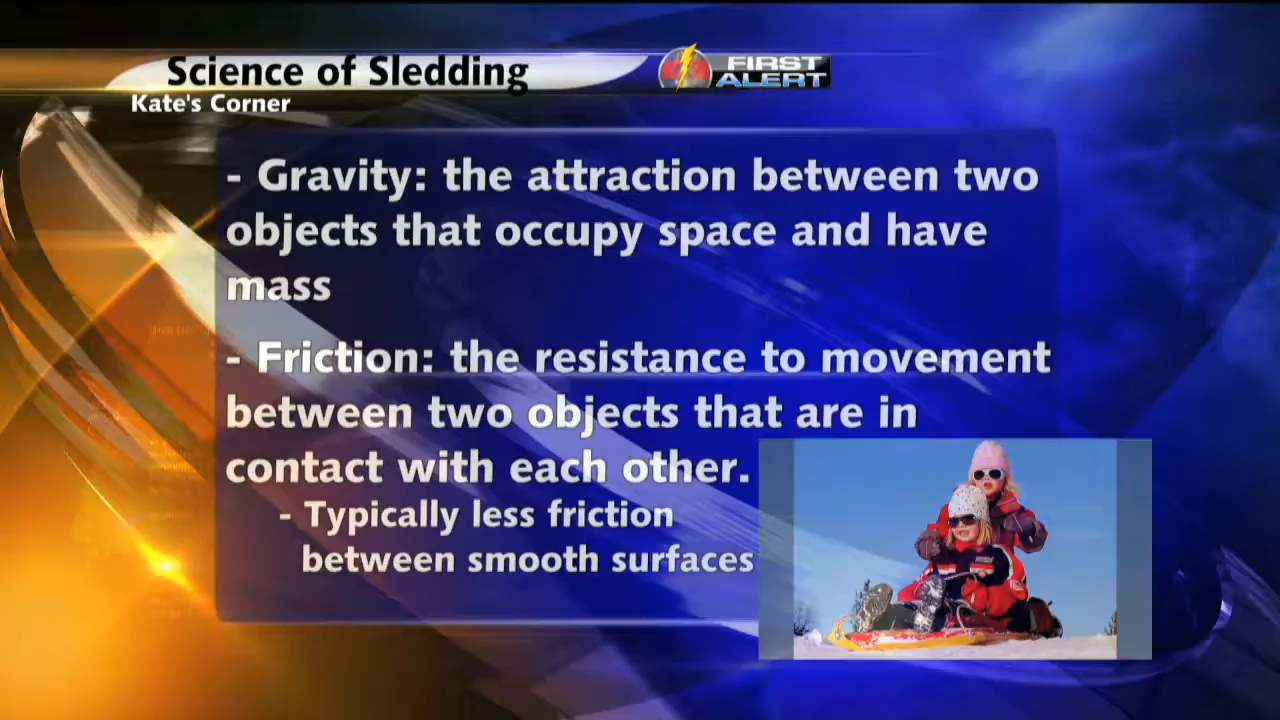 Science of Sledding
FIRST
ALERT
Kate's Corner
- Gravity: the attraction between two
objects that occupy space and have
mass
- Friction: the resistance to movement
between two objects that are in
contact with each other.
- Typically less friction
between smooth surfaces